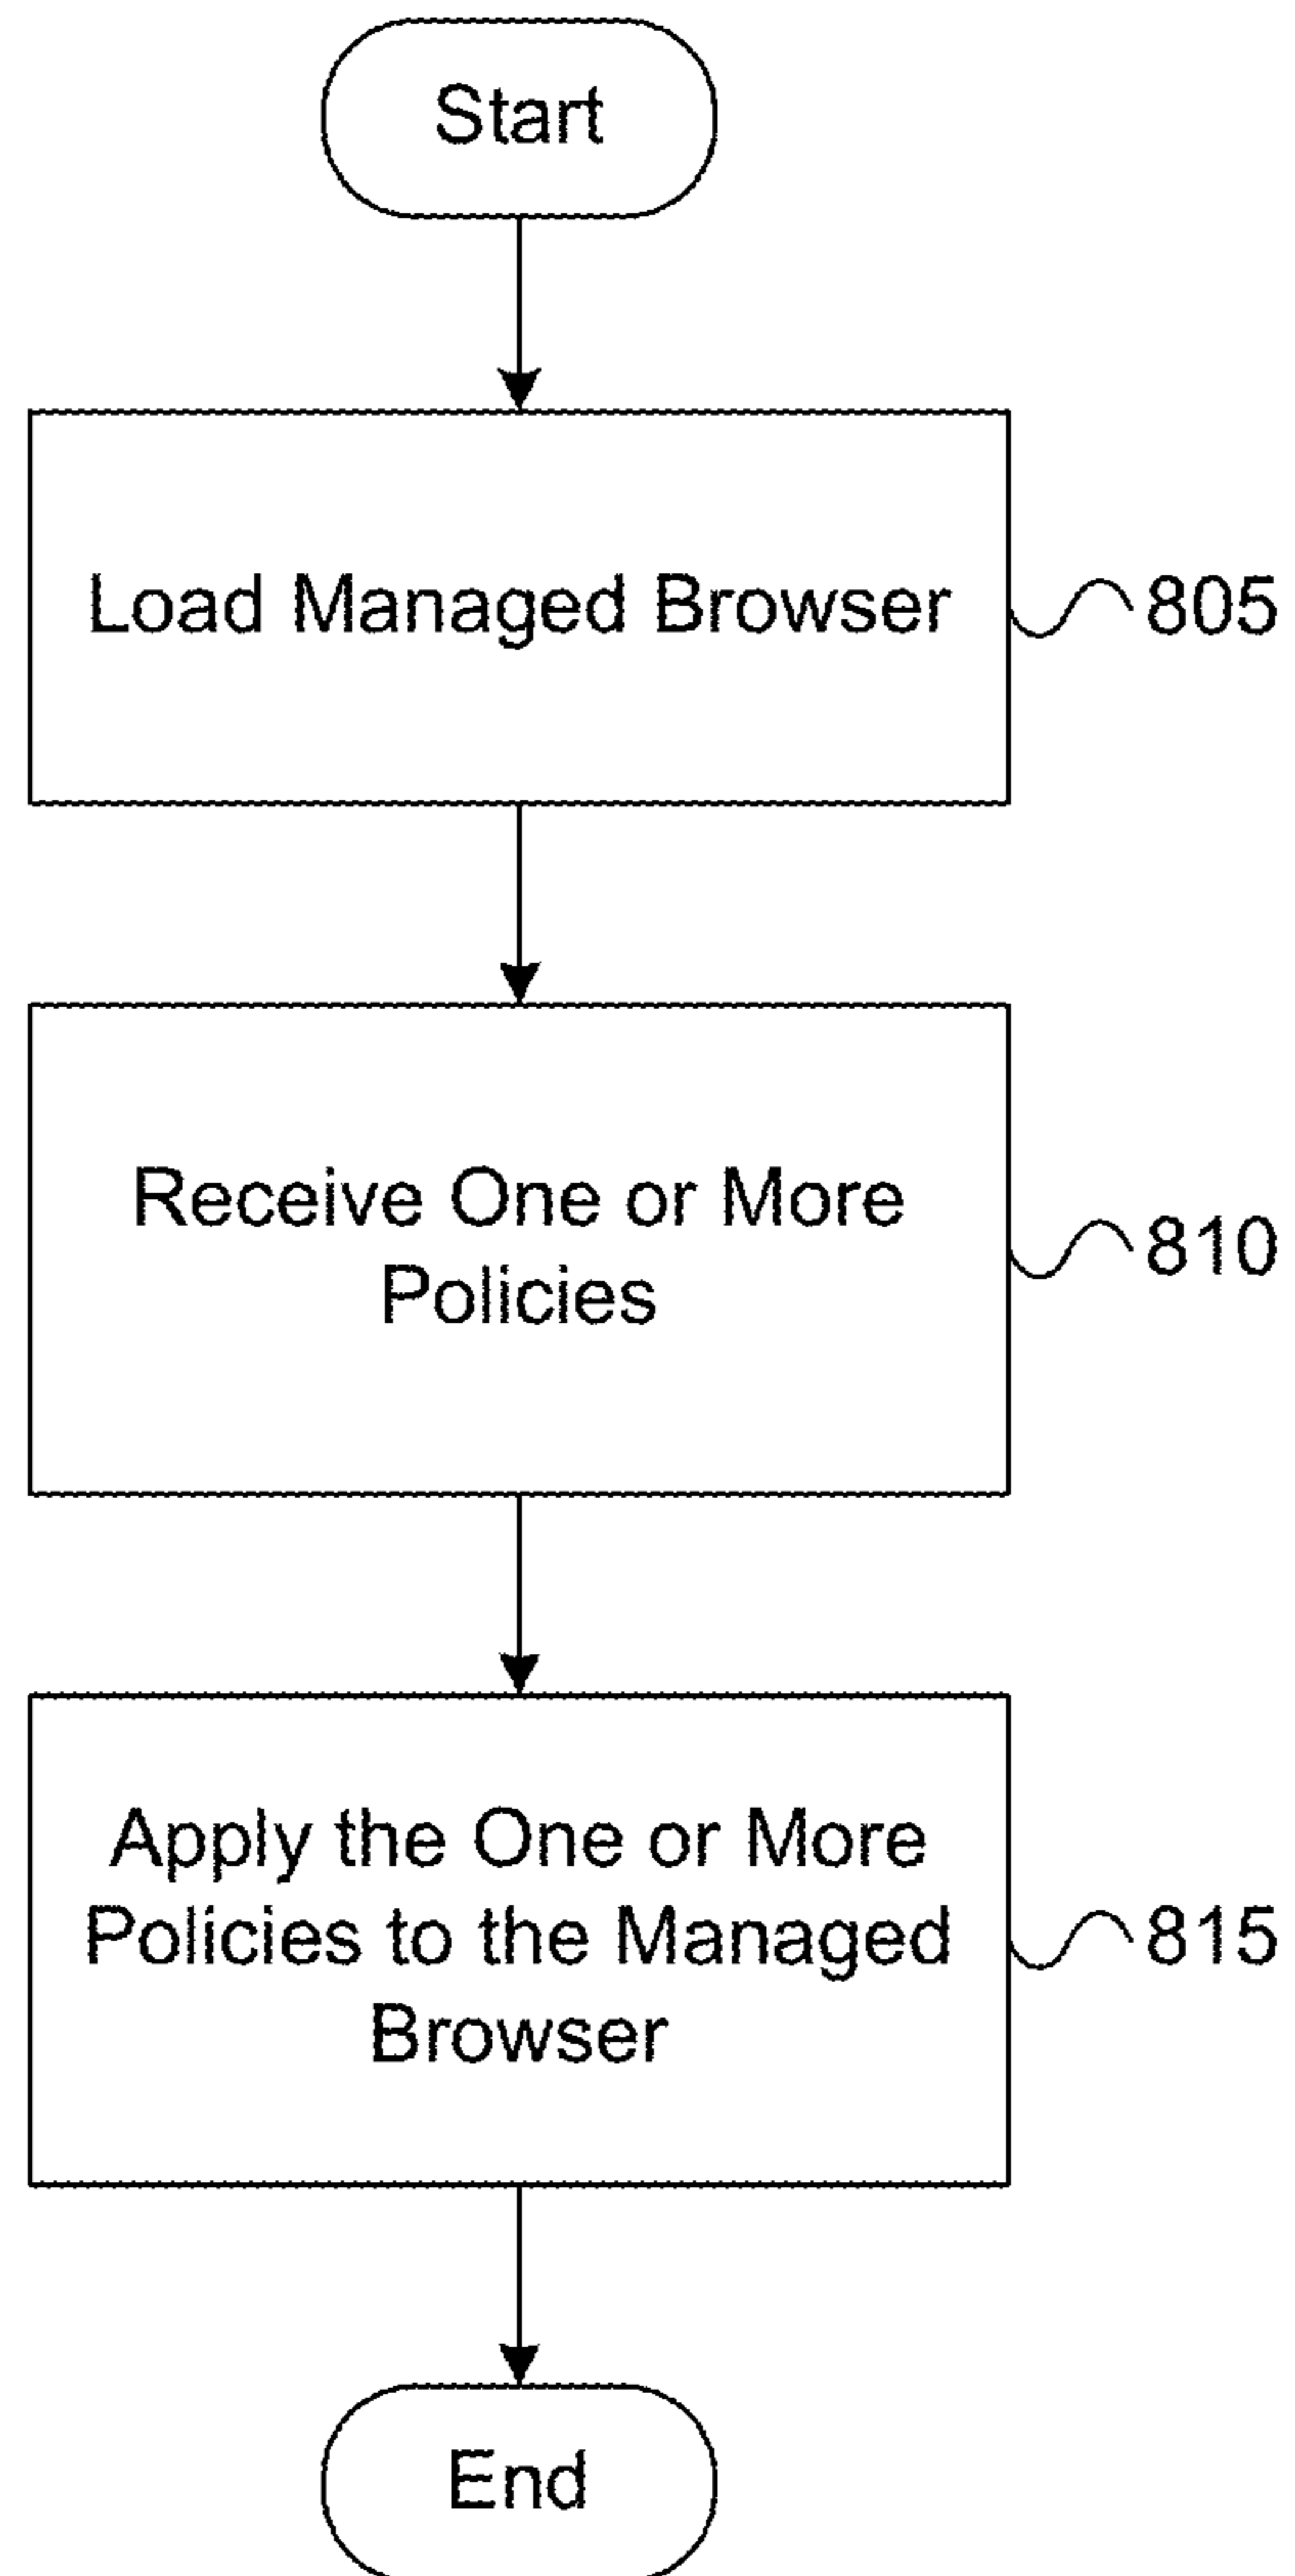 Start
Load Managed Browser
805
Receive One or More
Policies
810
Apply the One or More
Policies to the Managed
Browser
815
End